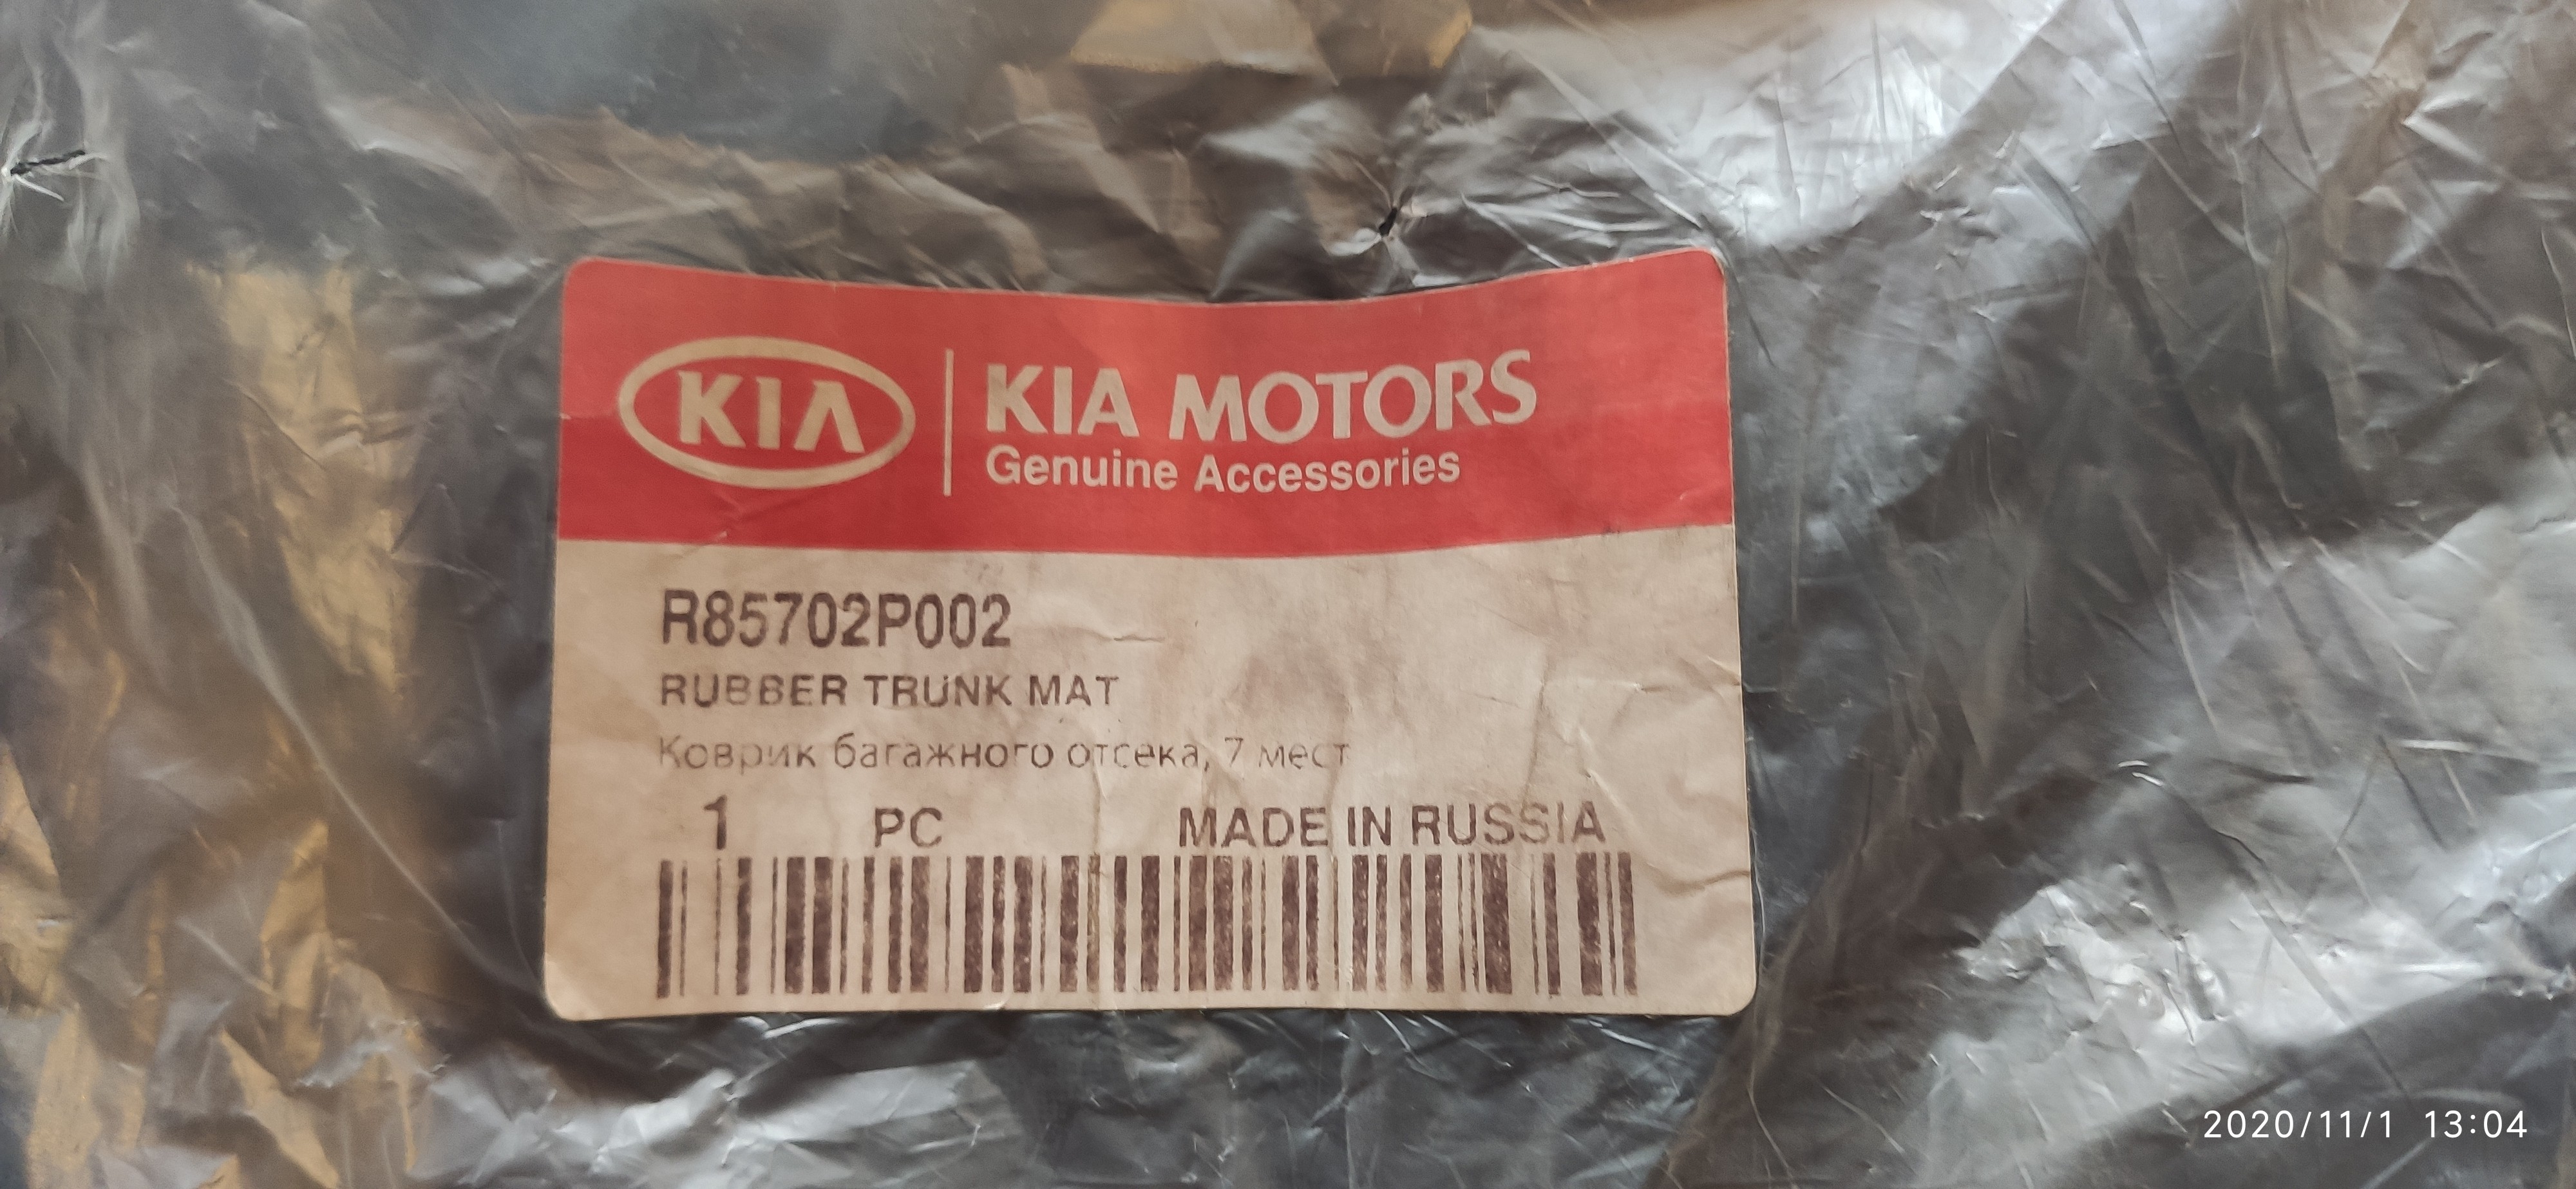 KIA
KIA MOTORS
Genuine Accessories
R85702P002
RUBBER TRUNK MAT
Коврик багажного отсека, 7 мест
1 PC MADE IN RUSSIA
2020/11/1 13:04